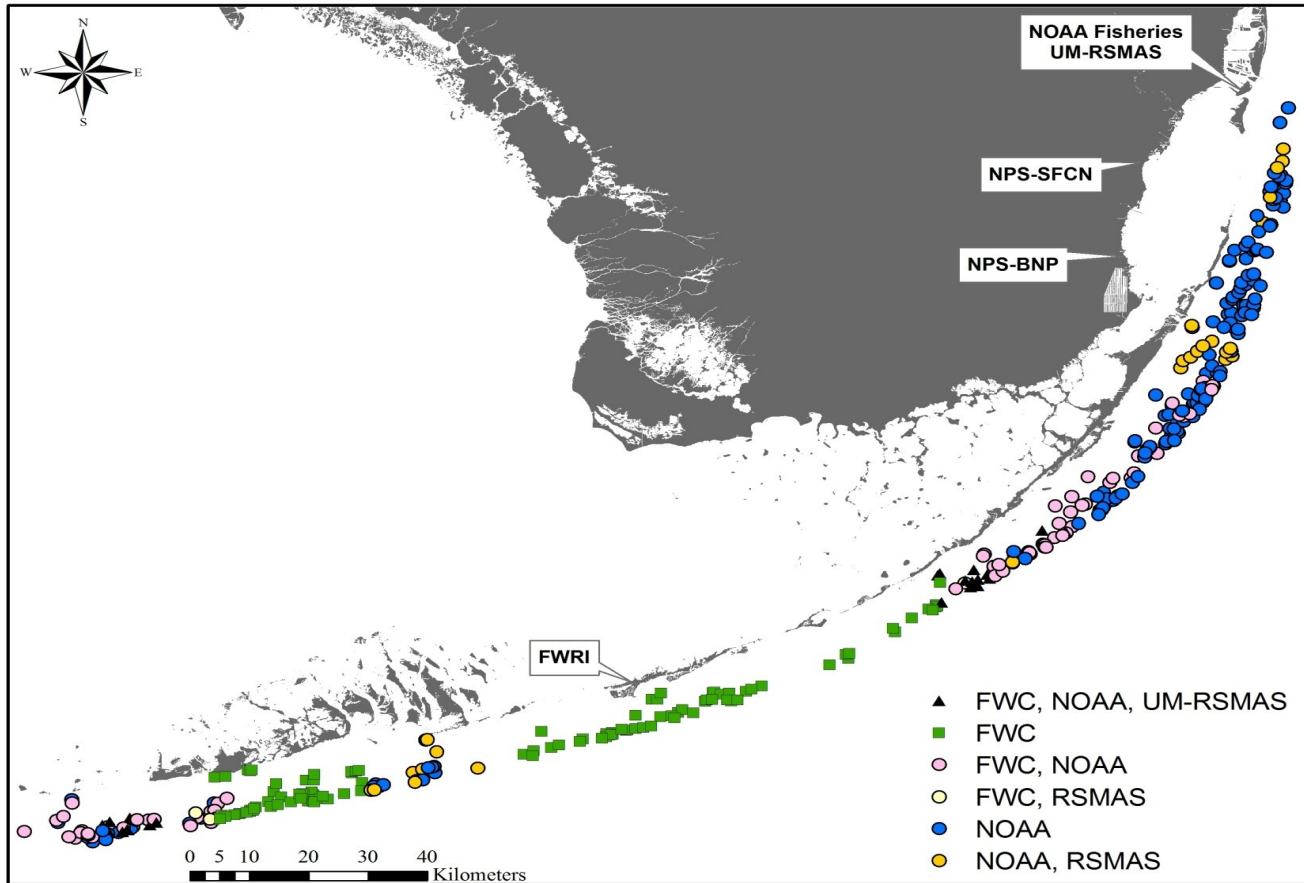 N
W E
S
NOAA Fisheries
UM-RSMAS
NPS-SFCN
NPS-BNP
FWRI
FWC, NOAA, UM-RSMAS
FWC
FWC, NOAA
FWC, RSMAS
NOAA
NOAA, RSMAS
0 5 10 20 30 40
Kilometers